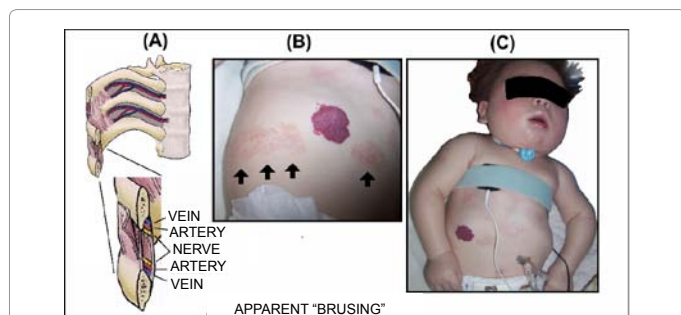 (A)
(B)
(C)
VEIN
ARTERY
NERVE
ARTERY
VEIN
APPARENT “BRUSING”